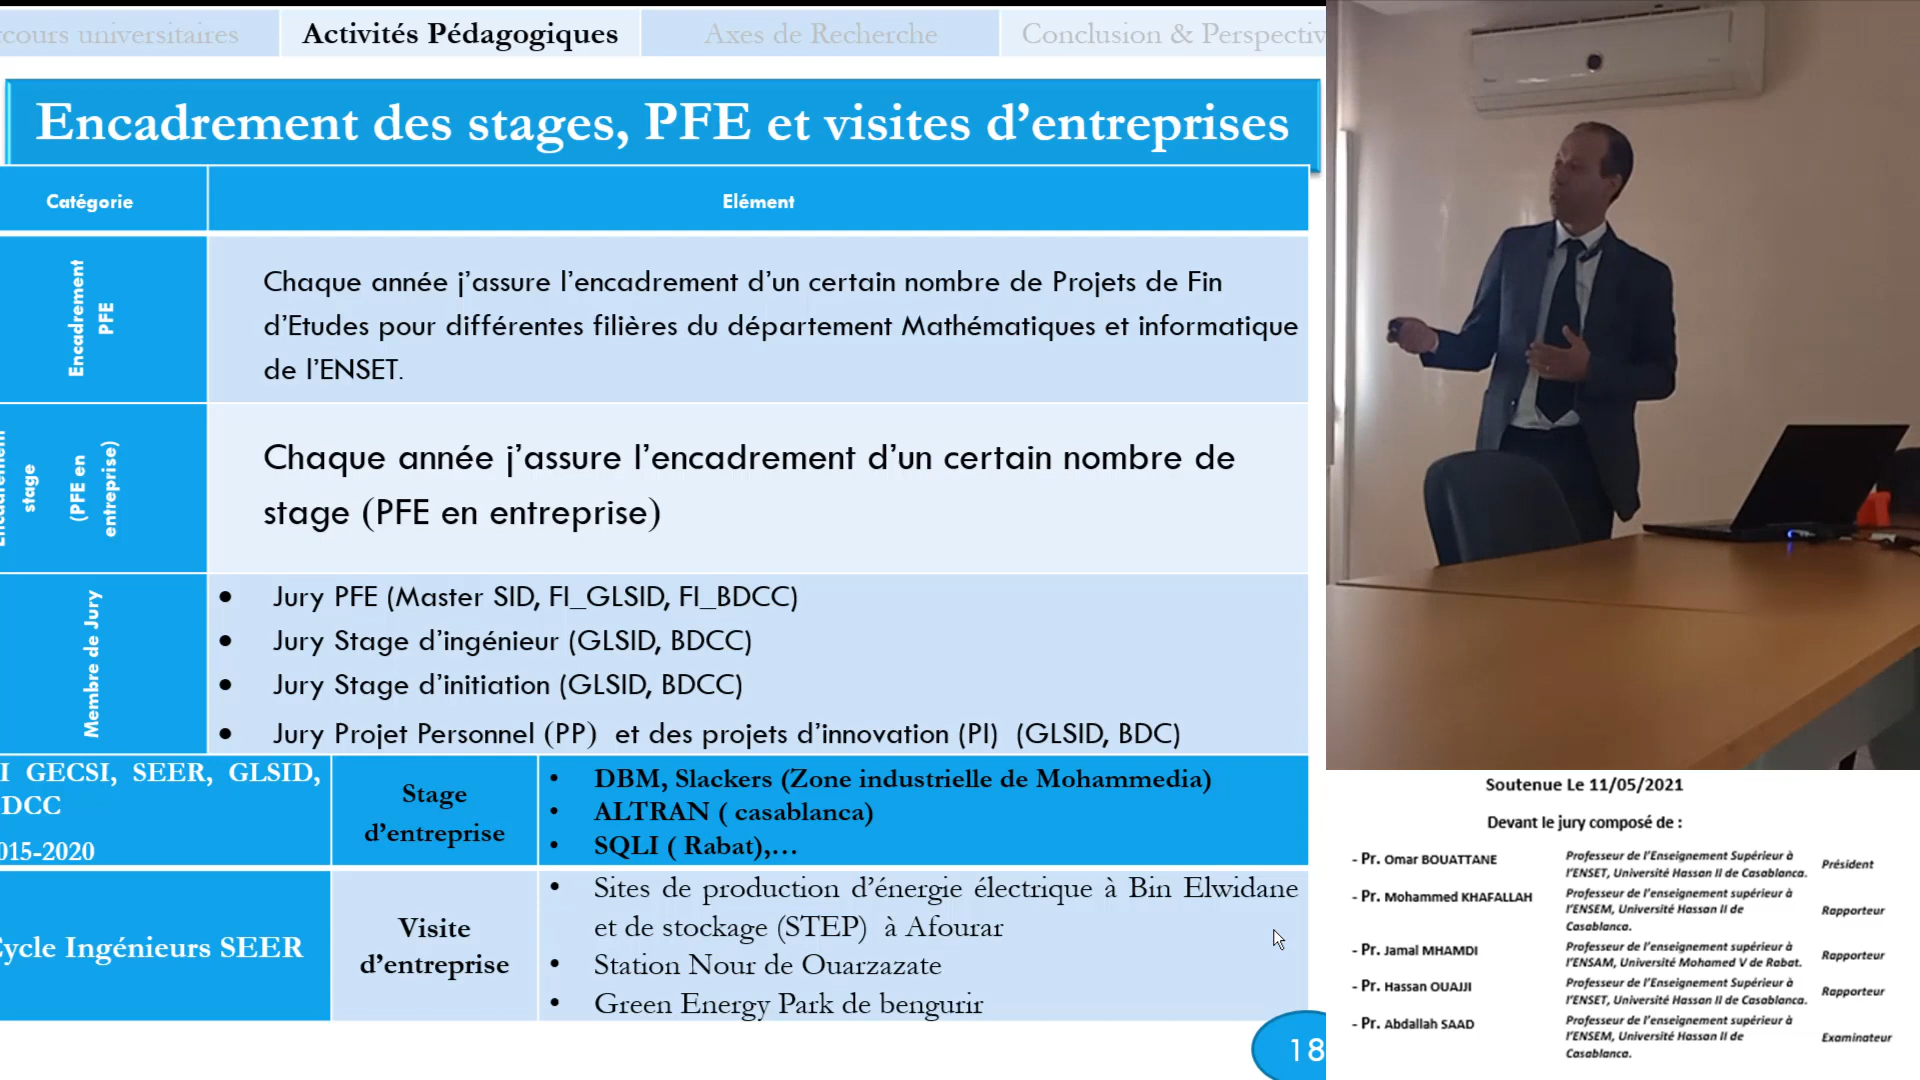 cours universitaires
Activités Pédagogiques
Axes de Recherche
Conclusion & Perspectiv
Encadrement des stages, PFE et visites d’entreprises
Catégorie
Elément
Encadrement
PFE
Chaque année j’assure l’encadrement d’un certain nombre de Projets de Fin
d’Etudes pour différentes filières du département Mathématiques et informatique
de l’ENSET.
stage
(PFE en
entreprise)
Chaque année j’assure l’encadrement d’un certain nombre de
stage (PFE en entreprise)
Membre de Jury
• Jury PFE (Master SID, FI_GLSID, FI_BDCC)
• Jury Stage d’ingénieur (GLSID, BDCC)
• Jury Stage d’initiation (GLSID, BDCC)
• Jury Projet Personnel (PP) et des projets d’innovation (PI) (GLSID, BDC)
I GECSI, SEER, GLSID,
DCC
015-2020
Stage
d’entreprise
• DBM, Slackers (Zone industrielle de Mohammedia)
• ALTRAN ( casablanca)
• SQLI ( Rabat),…
ycle Ingénieurs SEER
Visite
d’entreprise
• Sites de production d’énergie électrique à Bin Elwidane
et de stockage (STEP) à Afourar
• Station Nour de Ouarzazate
• Green Energy Park de bengurir
18
Soutenue Le 11/05/2021
Devant le jury composé de :
- Pr. Omar BOUATTANE
Professeur de l’Enseignement Supérieur à
l’ENSET, Université Hassan II de Casablanca.
Président
- Pr. Mohammed KHAFALLAH
Professeur de l’enseignement supérieur à
l’ENSEM, Université Hassan II de
Casablanca.
Rapporteur
- Pr. Jamal MHAMDI
Professeur de l’enseignement supérieur à
l’ENSAM, Université Mohamed V de Rabat.
Rapporteur
- Pr. Hassan OUAJJI
Professeur de l’Enseignement Supérieur à
l’ENSET, Université Hassan II de Casablanca.
Rapporteur
- Pr. Abdallah SAAD
Professeur de l’enseignement supérieur à
l’ENSEM, Université Hassan II de
Casablanca.
Examinateur